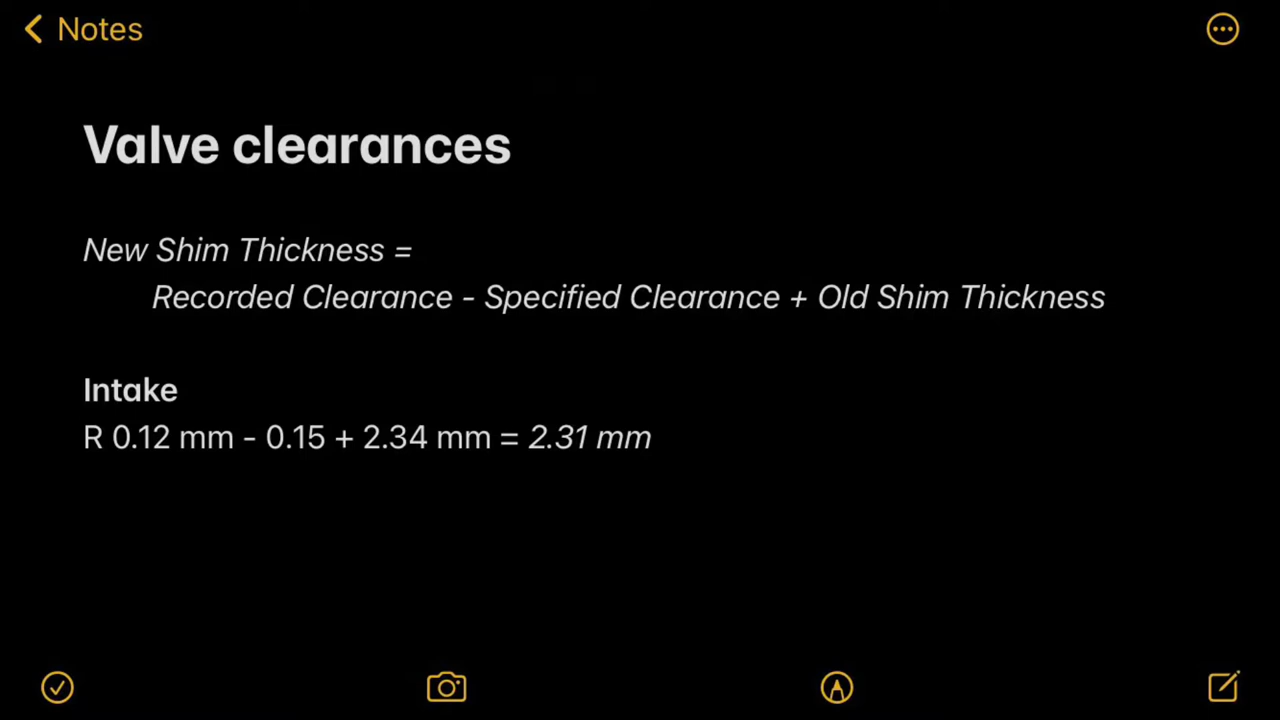 Notes
Valve clearances
New Shim Thickness =
Recorded Clearance - Specified Clearance + Old Shim Thickness
Intake
R 0.12 mm - 0.15 + 2.34 mm = 2.31 mm